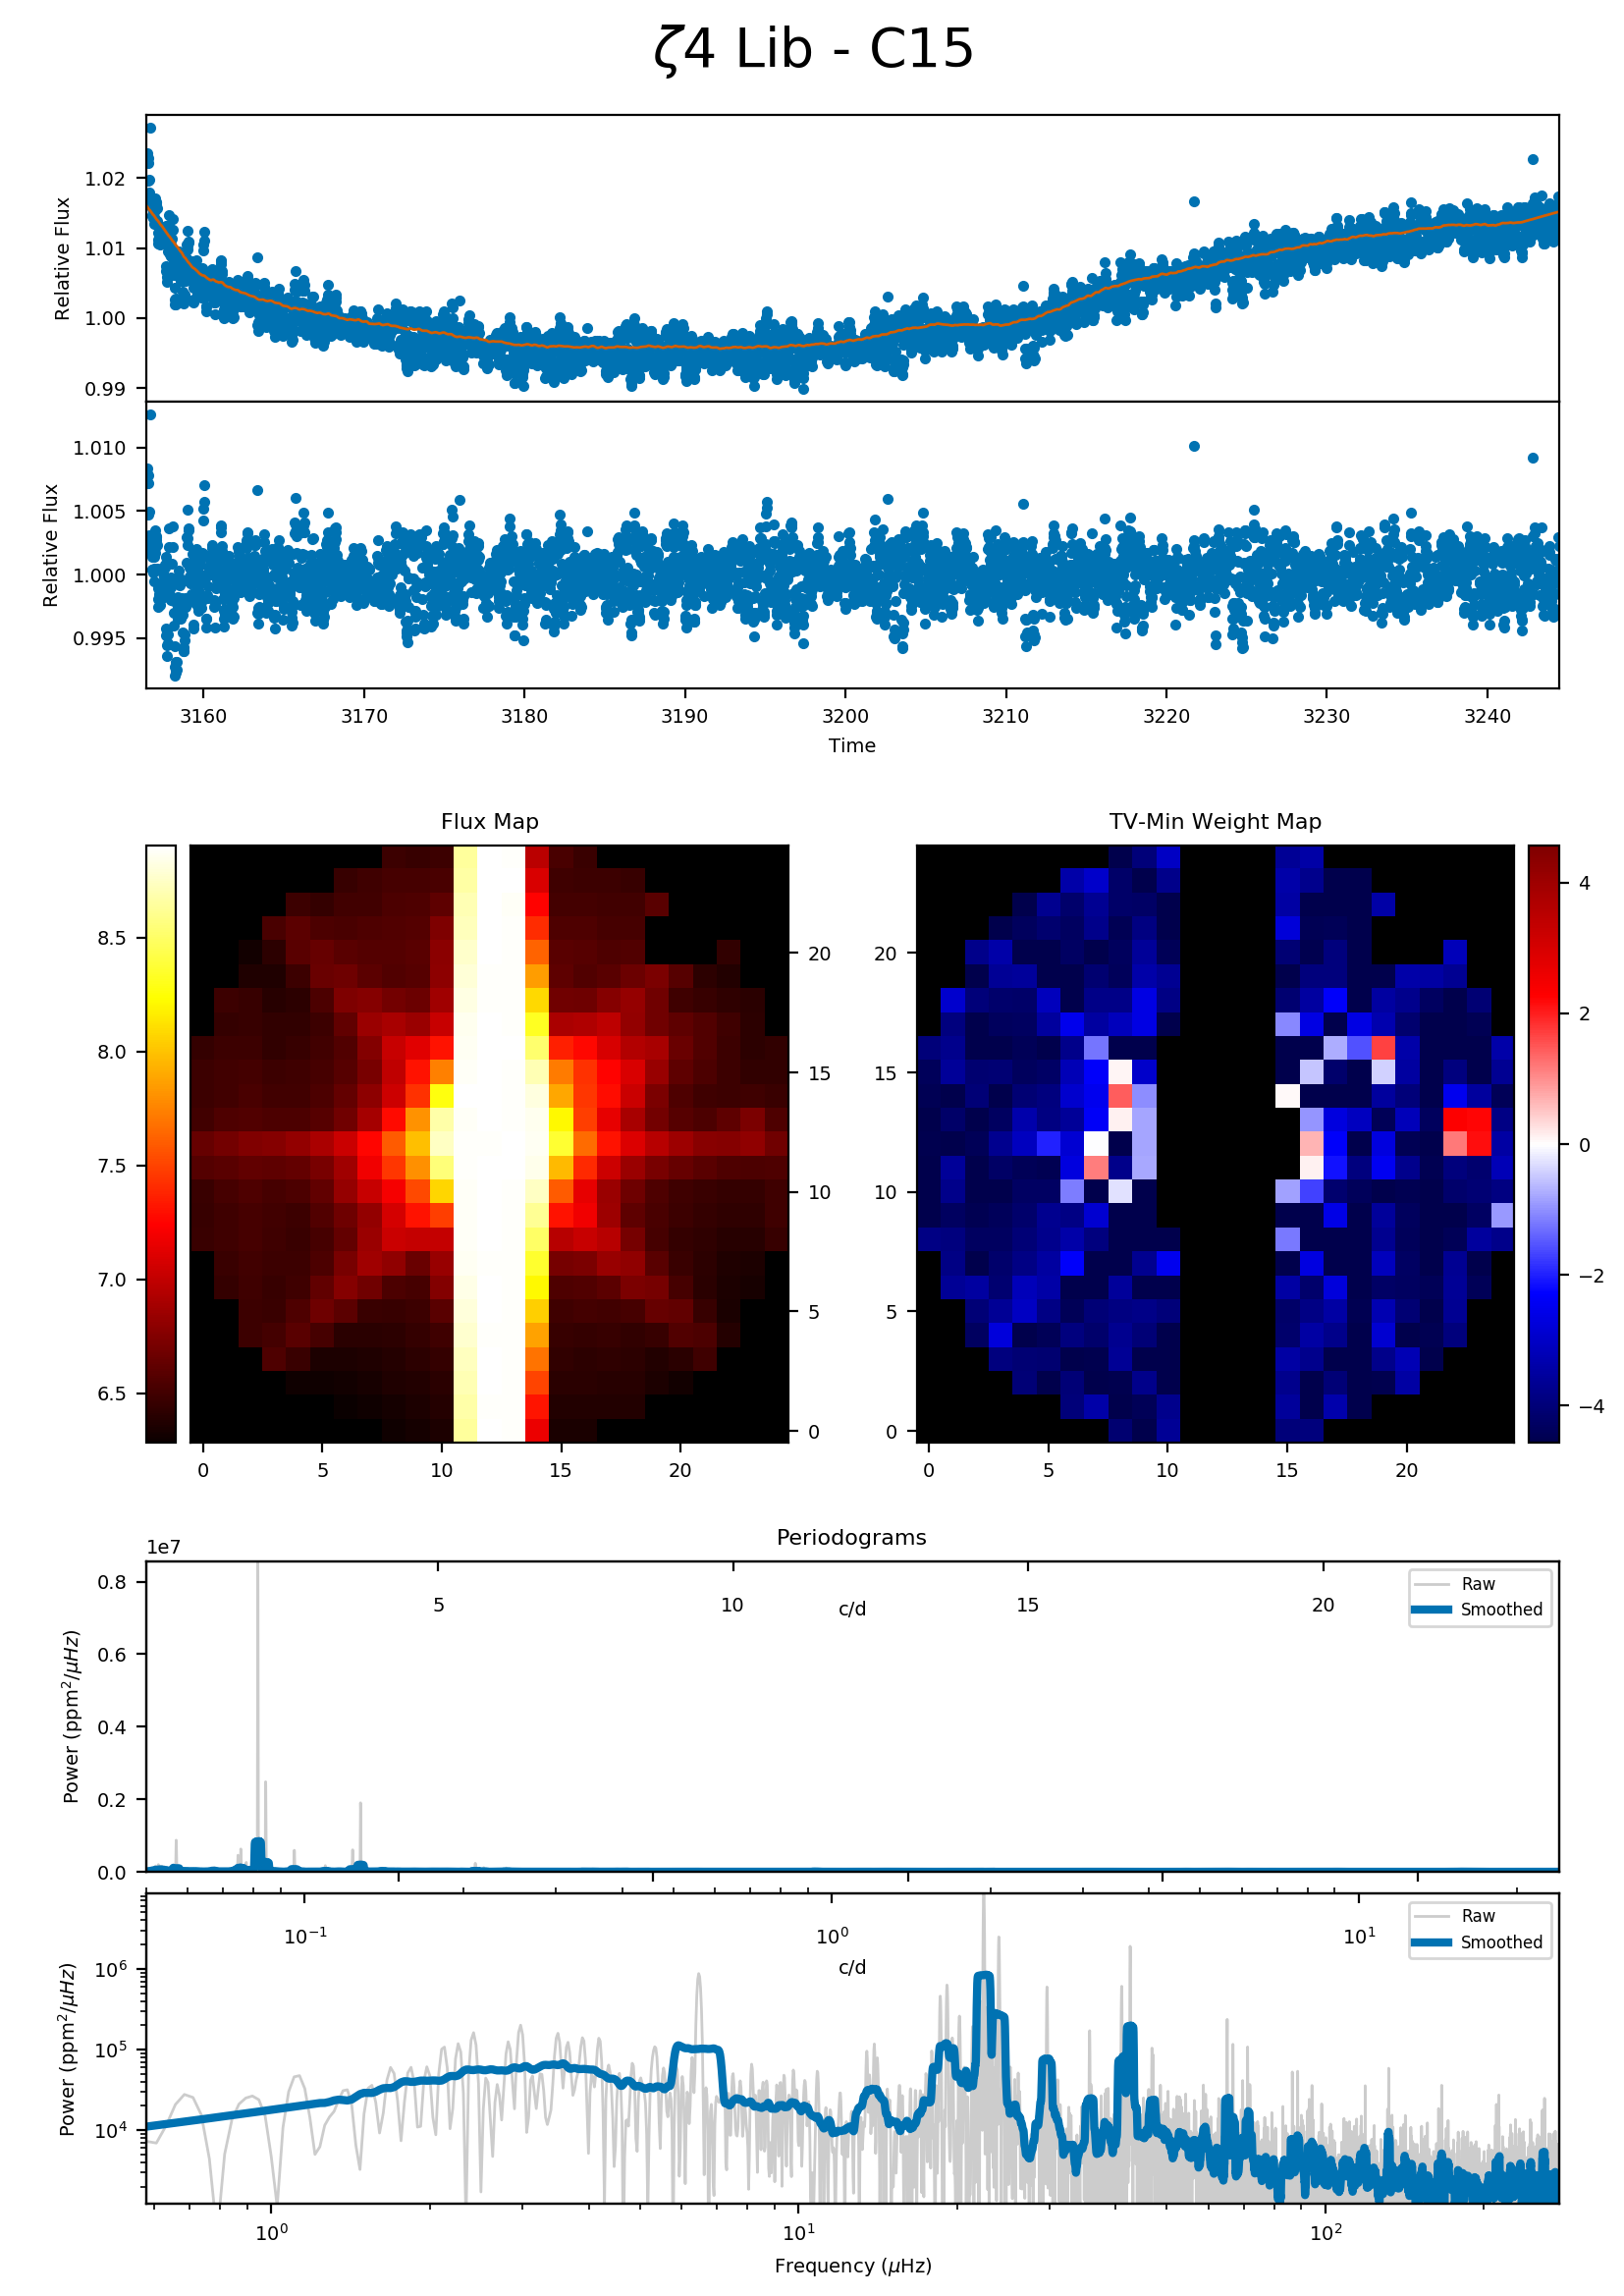 ζ4 Lib - C15
1.02
1.01
1.00
0.99
Relative Flux
1.010
1.005
1.000
0.995
Relative Flux
3160 3170 3180 3190 3200 3210 3220 3230 3240
Time
Flux Map
8.5
8.0
7.5
7.0
6.5
20
15
10
5
0
0 5 10 15 20
TV-Min Weight Map
20
15
10
5
0
0 5 10 15 20
4
2
0
−2
−4
Periodograms
1e7
0.8
0.6
0.4
0.2
0.0
Power (ppm²/μHz)
5 10 15 20
c/d
Raw
Smoothed
10⁶
10⁵
10⁴
Power (ppm²/μHz)
10⁻¹ 10⁰ 10¹
c/d
Raw
Smoothed
10⁰ 10¹ 10²
Frequency (μHz)